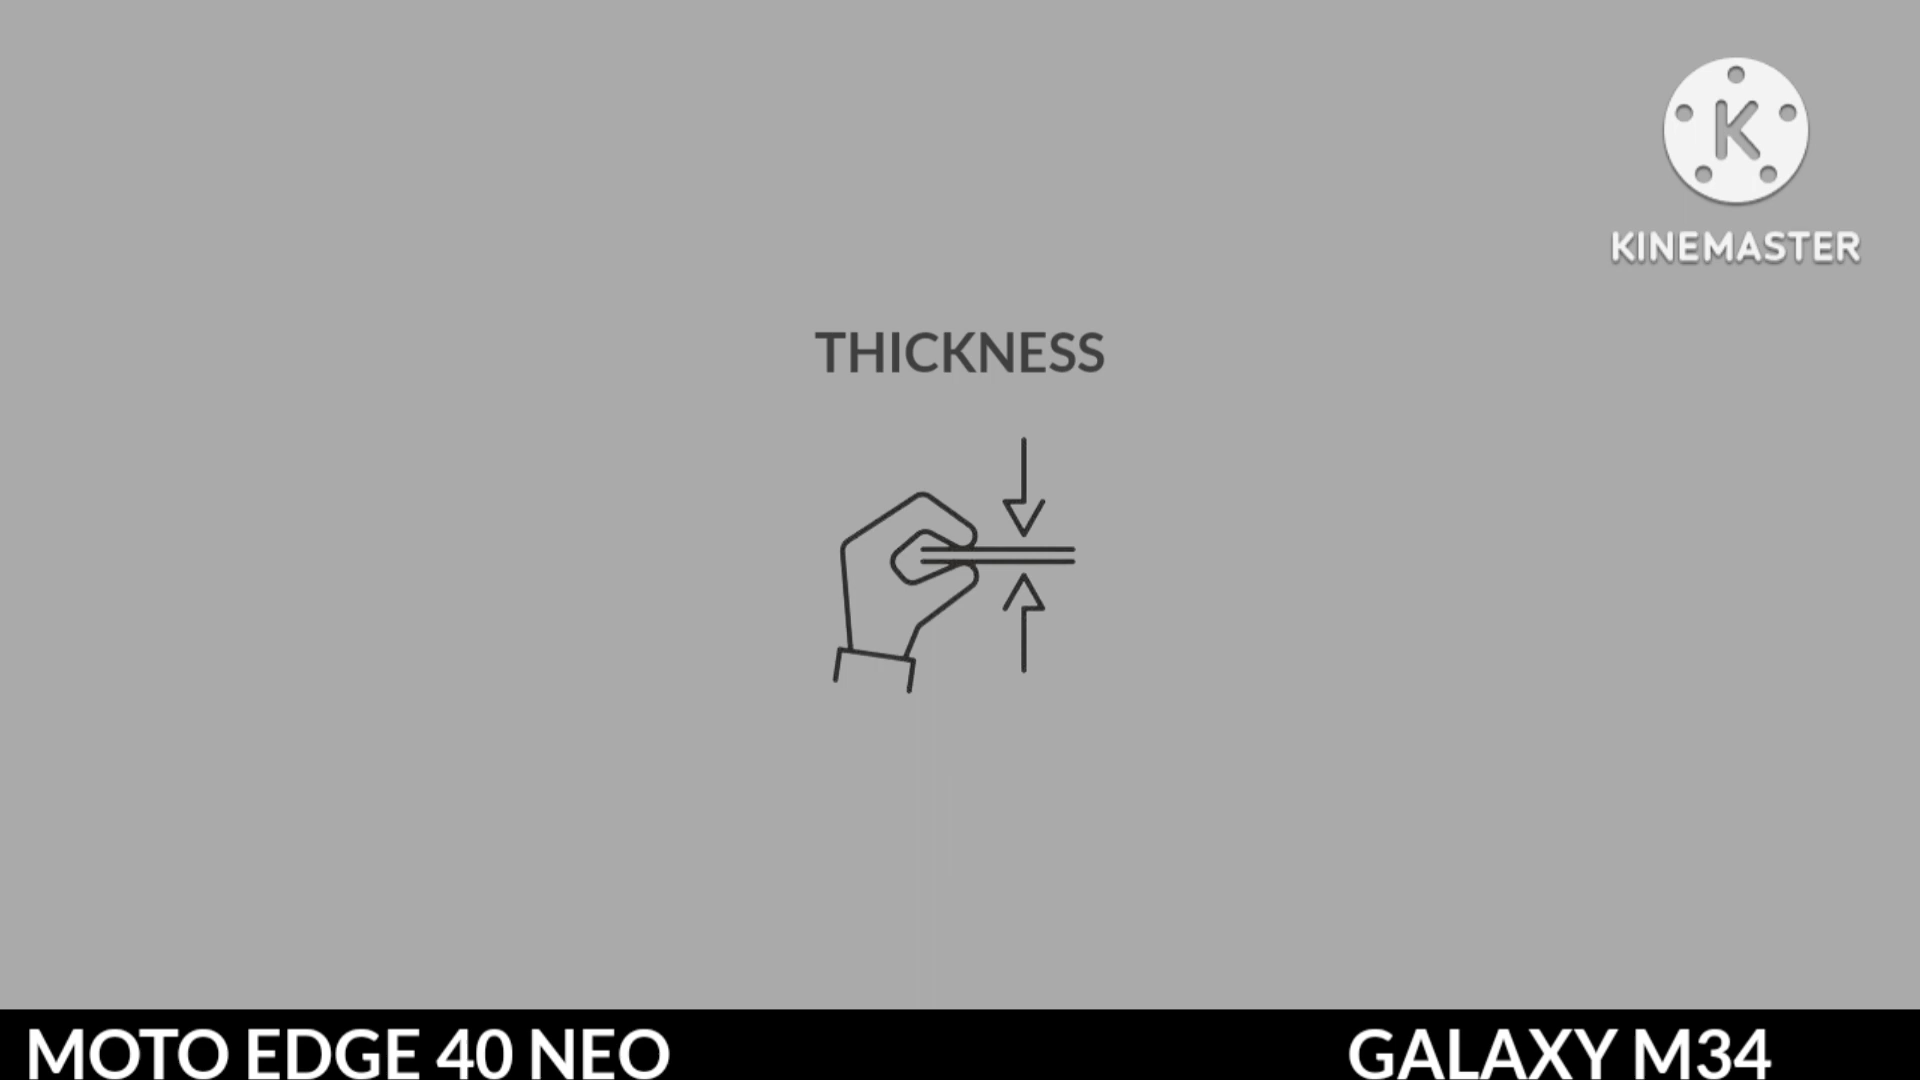 K
KINEMASTER
THICKNESS
MOTO EDGE 40 NEO
GALAXY M34